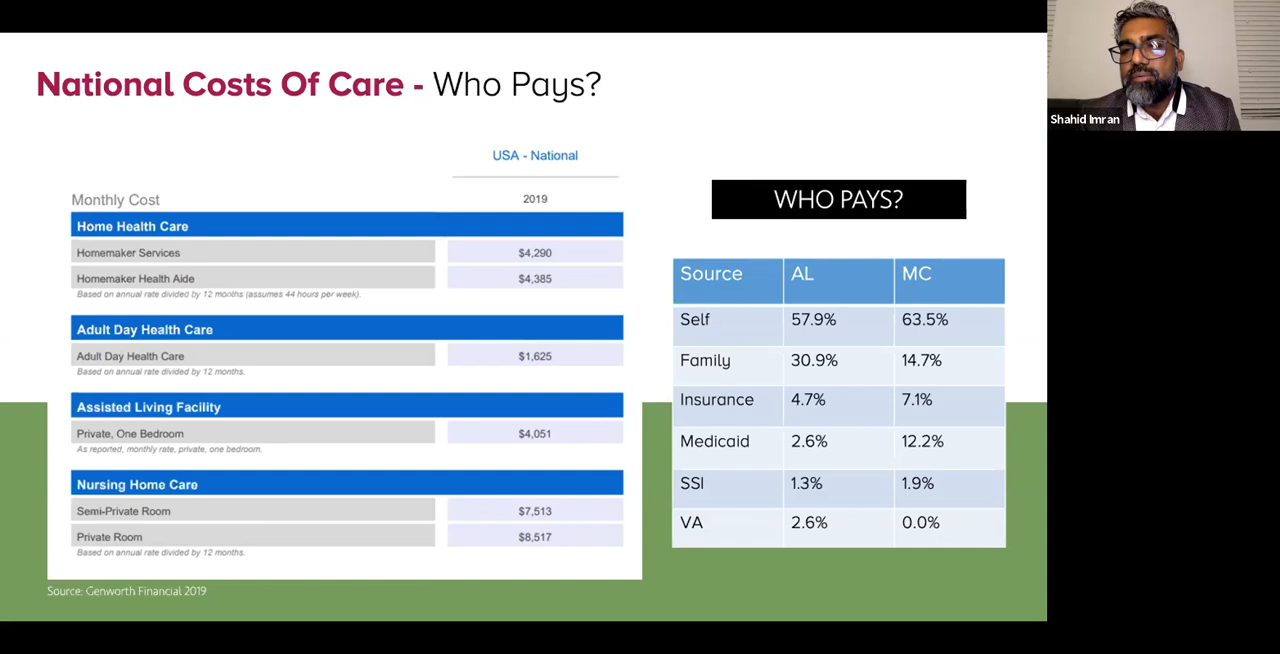 National Costs Of Care - Who Pays?
USA - National
Monthly Cost 2019
Home Health Care
Homemaker Services $4,290
Homemaker Health Aide $4,385
Based on annual rate divided by 12 months (assumes 44 hours per week).
Adult Day Health Care
Adult Day Health Care $1,625
Based on annual rate divided by 12 months.
Assisted Living Facility
Private, One Bedroom $4,051
As reported, monthly rate, private, one bedroom.
Nursing Home Care
Semi-Private Room $7,513
Private Room $8,517
Based on annual rate divided by 12 months.
Source: Genworth Financial 2019
WHO PAYS?
Source AL MC
Self 57.9% 63.5%
Family 30.9% 14.7%
Insurance 4.7% 7.1%
Medicaid 2.6% 12.2%
SSI 1.3% 1.9%
VA 2.6% 0.0%
Shahid Imran